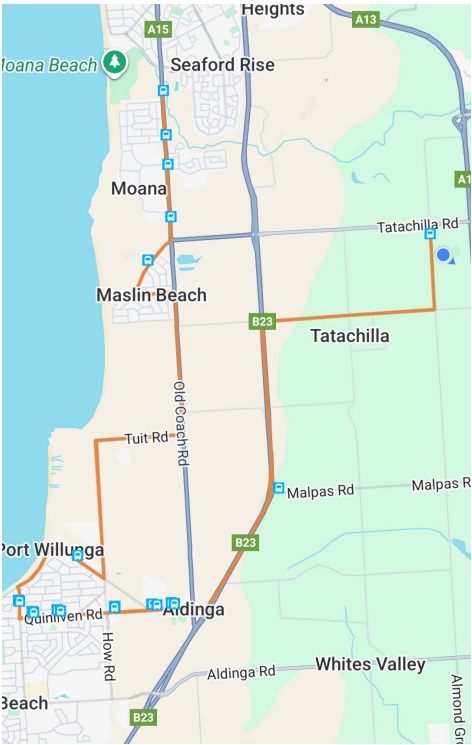 Heights
A15
A13
Moana Beach
Seaford Rise
A1
Moana
Tatachilla Rd
Maslin Beach
B23
Tatachilla
Old Coach Rd
Tuit Rd
Malpas Rd
Malpas R
B23
Port Willunga
Aldinga
Quinliven Rd
How Rd
Aldinga Rd
Whites Valley
Beach
Almond Gr
B23